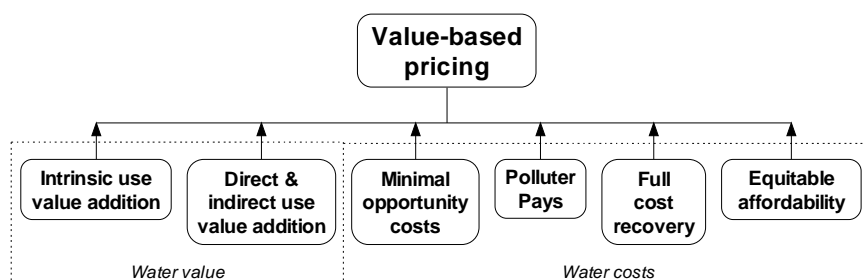 Value-based
pricing
Intrinsic use
value addition
Direct &
indirect use
value addition
Minimal
opportunity
costs
Polluter
Pays
Full
cost
recovery
Equitable
affordability
Water value
Water costs